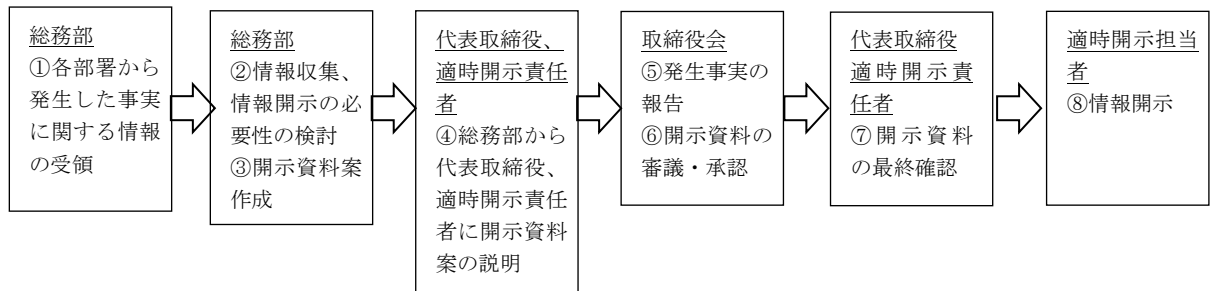 総務部
①各部署から
発生した事実
に関する情報
の受領
総務部
②情報収集、
情報開示の必
要性の検討
③開示資料案
作成
代表取締役、
適時開示責任
者
④総務部から
代表取締役、
適時開示責任
者に開示資料
案の説明
取締役会
⑤発生事実の
報告
⑥開示資料の
審議・承認
代表取締役
適時開示責
任者
⑦開示資料
の最終確認
適時開示担当
者
⑧情報開示